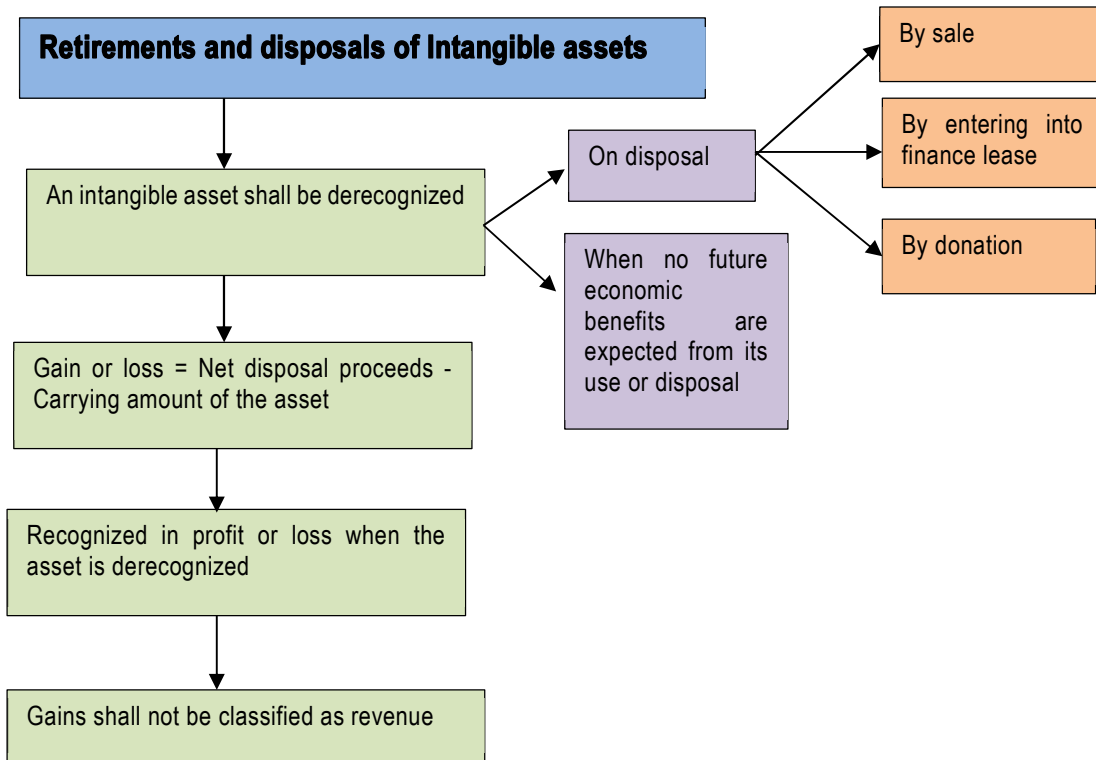 Retirements and disposals of Intangible assets
An intangible asset shall be derecognized
On disposal
By sale
By entering into
finance lease
By donation
When no future
economic
benefits are
expected from its
use or disposal
Gain or loss = Net disposal proceeds -
Carrying amount of the asset
Recognized in profit or loss when the
asset is derecognized
Gains shall not be classified as revenue